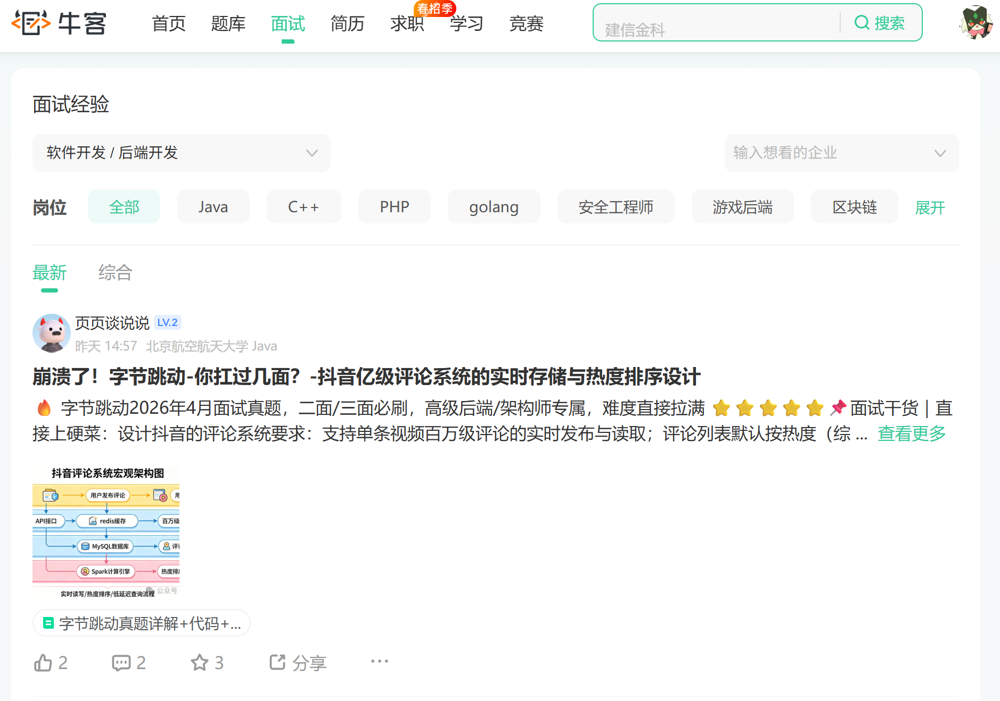 牛客
首页 题库 面试 简历 求职 春招季 学习 竞赛
建信金科
搜索
面试经验
软件开发 / 后端开发
输入想看的企业
岗位 全部 Java C++ PHP golang 安全工程师 游戏后端 区块链 展开
最新 综合
页页谈说说 LV.2
昨天 14:57 北京航空航天大学 Java
崩溃了！字节跳动-你扛过几面？-抖音亿级评论系统的实时存储与热度排序设计
🔥 字节跳动2026年4月面试真题，二面/三面必刷，高级后端/架构师专属，难度直接拉满 ⭐⭐⭐⭐⭐📌面试干货 | 直
接上硬菜：设计抖音的评论系统要求：支持单条视频百万级评论的实时发布与读取；评论列表默认按热度（综 ... 查看更多
抖音评论系统宏观架构图
用户发布评论 用
API接口 redis缓存 百万级
MySQL数据库 评
Spark计算引擎 热度排
实时读写/热度排序/低延迟查询流程
公众号
字节跳动真题详解+代码+...
2 2 3 分享 ...